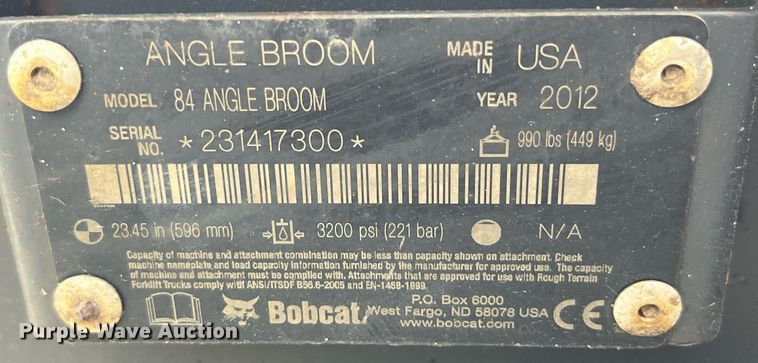 ANGLE BROOM MADE IN USA
MODEL 84 ANGLE BROOM YEAR 2012
SERIAL NO. *231417300* 990 lbs (449 kg)
23.45 in (596 mm) 3200 psi (221 bar) N/A
Capacity of machine and attachment combination may be less than capacity shown on attachment. Check
machine nameplate and load capacity information furnished by the manufacturer for approved use. The capacity
of machine and attachment must be complied with. Attachments that are approved for use with Rough Terrain
Forklift Trucks comply with ANSI/ITSDF B56.6-2005 and EN-1459-1999.
Bobcat.
P.O. Box 6000
West Fargo, ND 58078 USA
www.bobcat.com
CE
Purple Wave Auction